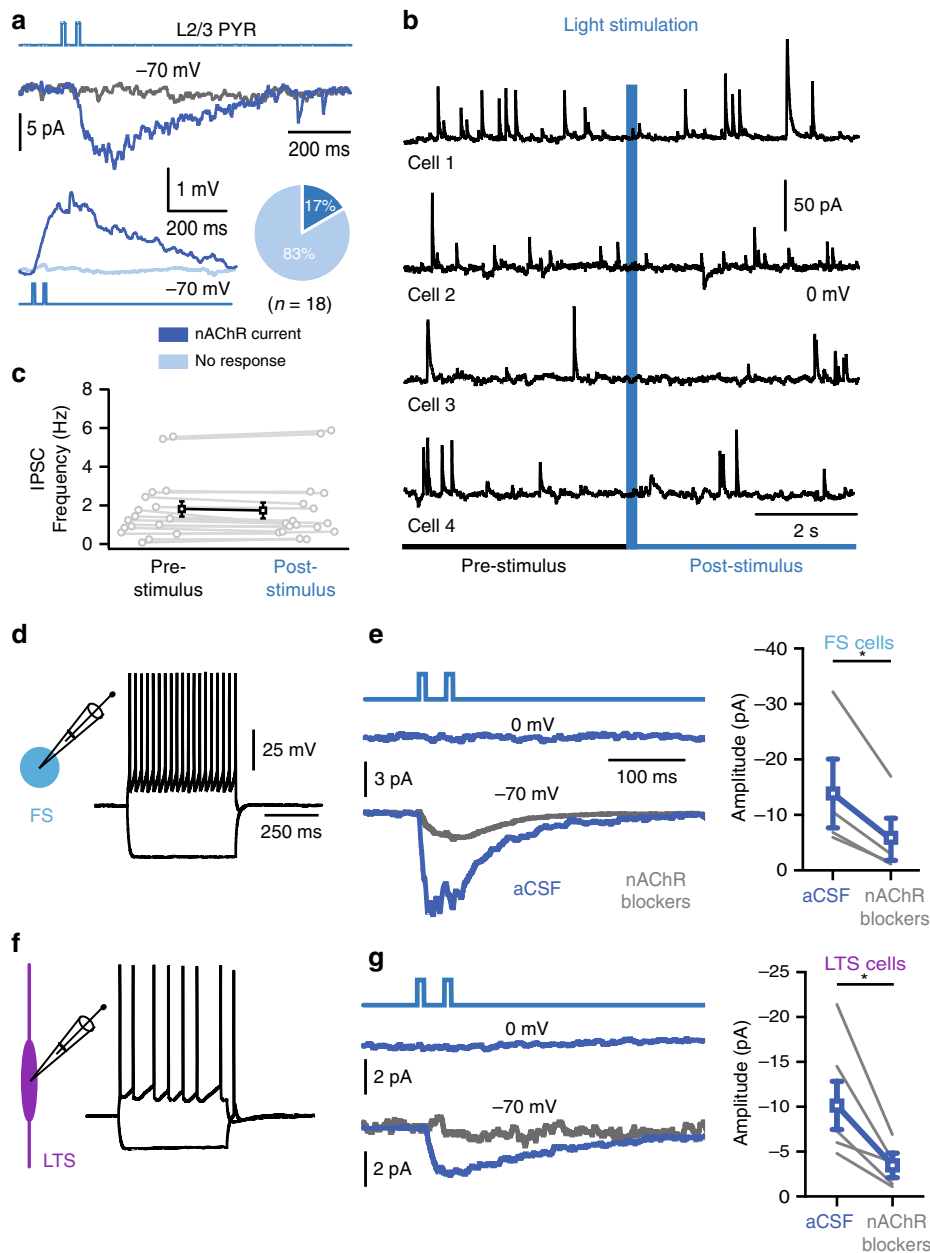 a
L2/3 PYR
–70 mV
5 pA
200 ms
1 mV
200 ms
17%
83%
–70 mV
(n = 18)
nAChR current
No response
b
Light stimulation
Cell 1
50 pA
Cell 2
0 mV
Cell 3
Cell 4
2 s
Pre-stimulus
Post-stimulus
c
IPSC
Frequency (Hz)
8
6
4
2
0
Pre-
stimulus
Post-
stimulus
d
FS
25 mV
250 ms
e
0 mV
100 ms
3 pA
–70 mV
aCSF
nAChR
blockers
FS cells
*
Amplitude (pA)
–40
–30
–20
–10
0
aCSF
nAChR
blockers
f
LTS
g
0 mV
2 pA
–70 mV
2 pA
LTS cells
*
Amplitude (pA)
–25
–20
–15
–10
–5
0
aCSF
nAChR
blockers